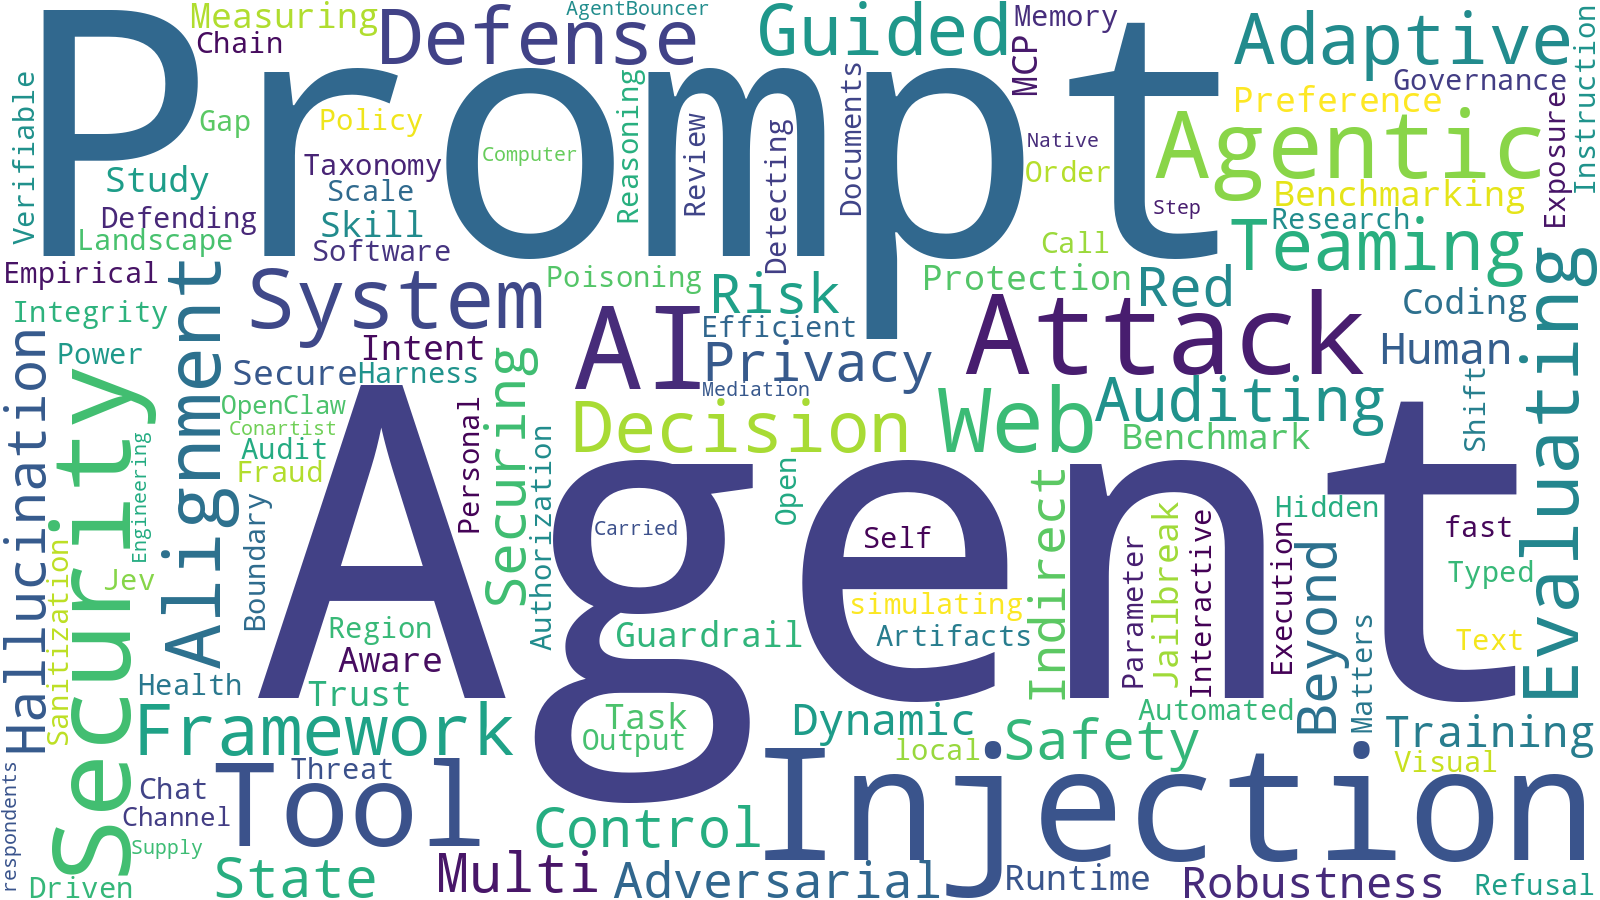 Prompt
Agent
Injection
Attack
AI
Tool
Security
System
Defense
Guided
Adaptive
Agentic
Teaming
Evaluating
Alignment
Framework
Web
Decision
Hallucination
Securing
Privacy
Risk
Red
Auditing
Human
Beyond
Indirect
Safety
Dynamic
Control
State
Multi
Adversarial
Robustness
Training
Runtime
Measuring
Chain
AgentBouncer
Memory
MCP
Governance
Preference
Instruction
Exposure
Verifiable
Gap
Policy
Computer
Reasoning
Review
Detecting
Documents
Native
Order
Benchmarking
Step
Research
Study
Taxonomy
Scale
Skill
Defending
Landscape
Software
Call
Empirical
Poisoning
Protection
Coding
Integrity
Efficient
Power
Intent
Secure
Harness
Mediation
OpenClaw
Conartist
Audit
Fraud
Benchmark
Shift
Personal
Authorization
Open
Engineering
Boundary
Sanitization
Jev
Carried
Self
Hidden
fast
Typed
Text
Parameter
Jailbreak
Interactive
Execution
simulating
Artifacts
Guardrail
Region
Aware
Health
Trust
Task
Output
Automated
Matters
local
Visual
Threat
Chat
Channel
Supply
respondents
Driven
Refusal